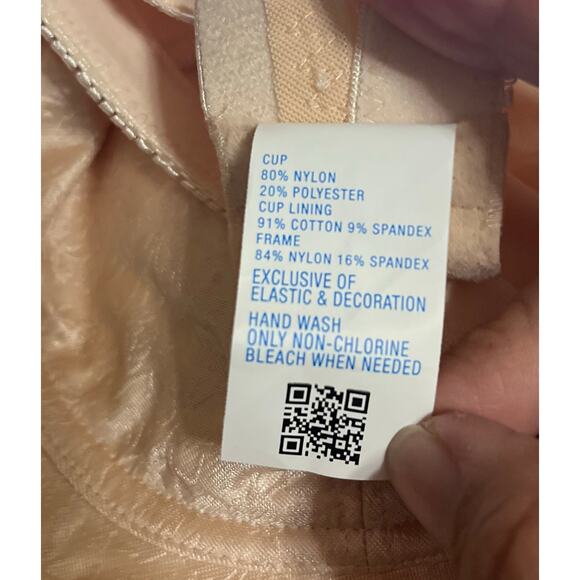 CUP
80% NYLON
20% POLYESTER
CUP LINING
91% COTTON 9% SPANDEX
FRAME
84% NYLON 16% SPANDEX
EXCLUSIVE OF
ELASTIC & DECORATION
HAND WASH
ONLY NON-CHLORINE
BLEACH WHEN NEEDED